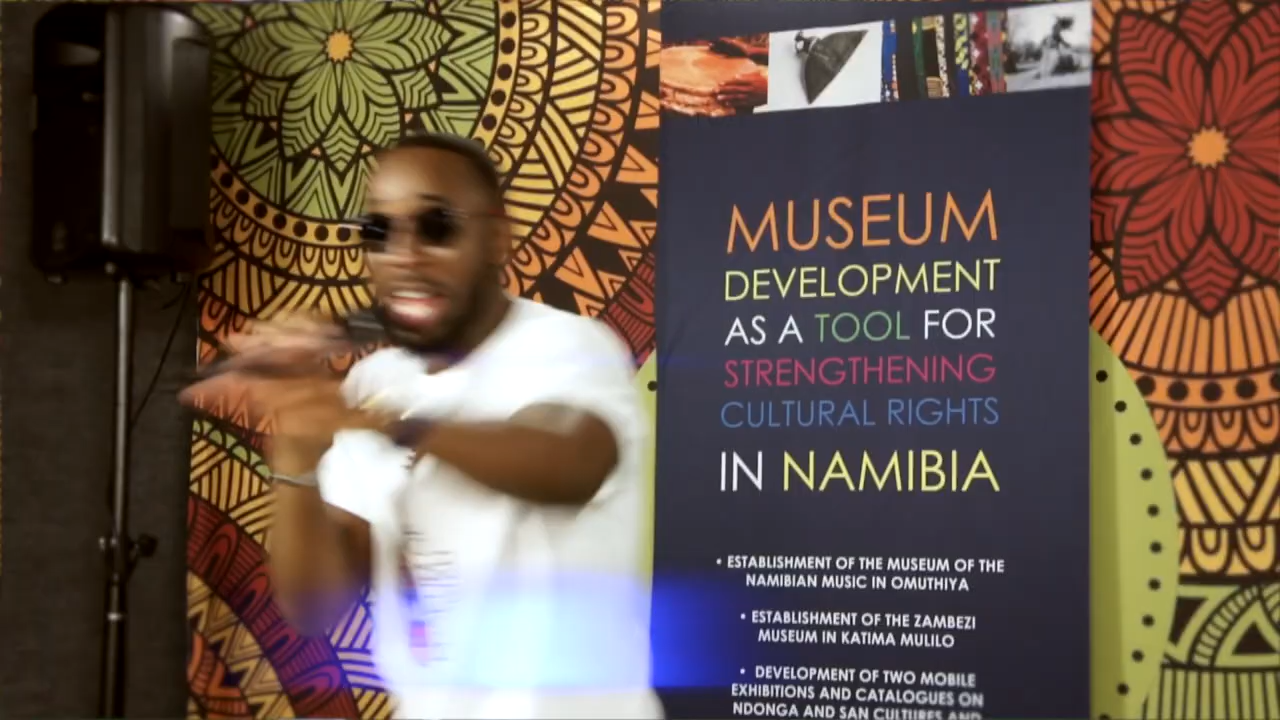 MUSEUM
DEVELOPMENT
AS A TOOL FOR
STRENGTHENING
CULTURAL RIGHTS
IN NAMIBIA
• ESTABLISHMENT OF THE MUSEUM OF THE
NAMIBIAN MUSIC IN OMUTHIYA
• ESTABLISHMENT OF THE ZAMBEZI
MUSEUM IN KATIMA MULILO
• DEVELOPMENT OF TWO MOBILE
EXHIBITIONS AND CATALOGUES ON
NDONGA AND SAN CULTURES AND